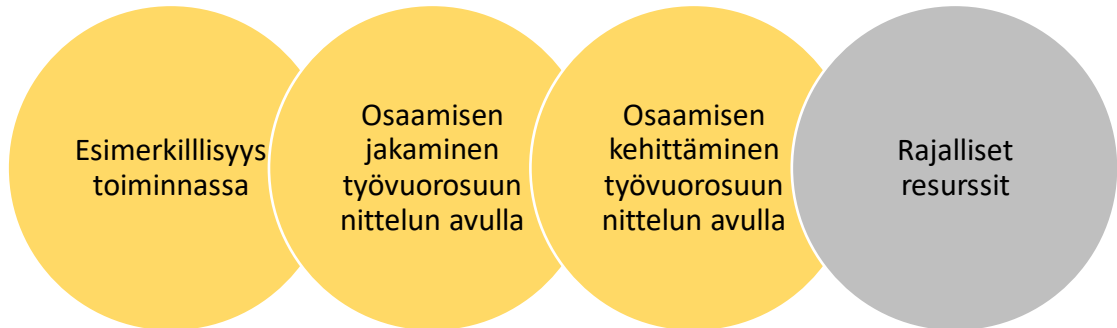 Esimerkilllisyys
toiminnassa
Osaamisen
jakaminen
työvuorosuun
nittelun avulla
Osaamisen
kehittäminen
työvuorosuun
nittelun avulla
Rajalliset
resurssit